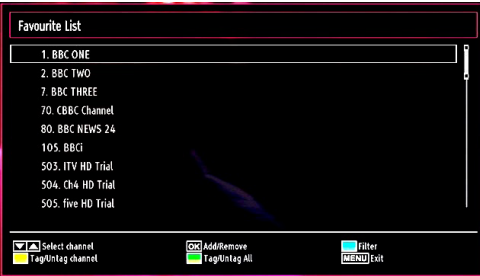 Favourite List
1. BBC ONE
2. BBC TWO
7. BBC THREE
70. CBBC Channel
80. BBC NEWS 24
105. BBCi
503. ITV HD Trial
504. Ch4 HD Trial
505. five HD Trial
Select channel OK Add/Remove Filter
Tag/Untag channel Tag/Untag All MENU Exit